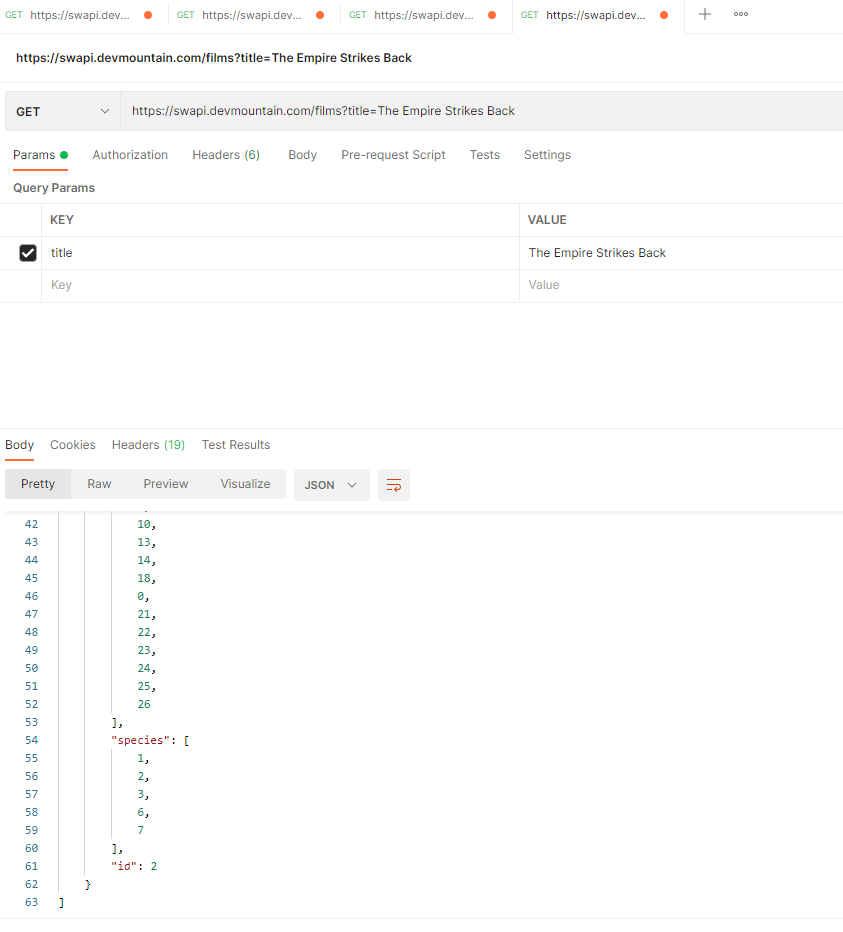 GET https://swapi.dev... GET https://swapi.dev... GET https://swapi.dev... GET https://swapi.dev... + ooo
https://swapi.devmountain.com/films?title=The Empire Strikes Back
GET https://swapi.devmountain.com/films?title=The Empire Strikes Back
Params Authorization Headers (6) Body Pre-request Script Tests Settings
Query Params
KEY VALUE
title The Empire Strikes Back
Key Value
Body Cookies Headers (19) Test Results
Pretty Raw Preview Visualize JSON
42 10,
43 13,
44 14,
45 18,
46 0,
47 21,
48 22,
49 23,
50 24,
51 25,
52 26
53 ],
54 "species": [
55 1,
56 2,
57 3,
58 6,
59 7
60 ],
61 "id": 2
62 }
63 ]